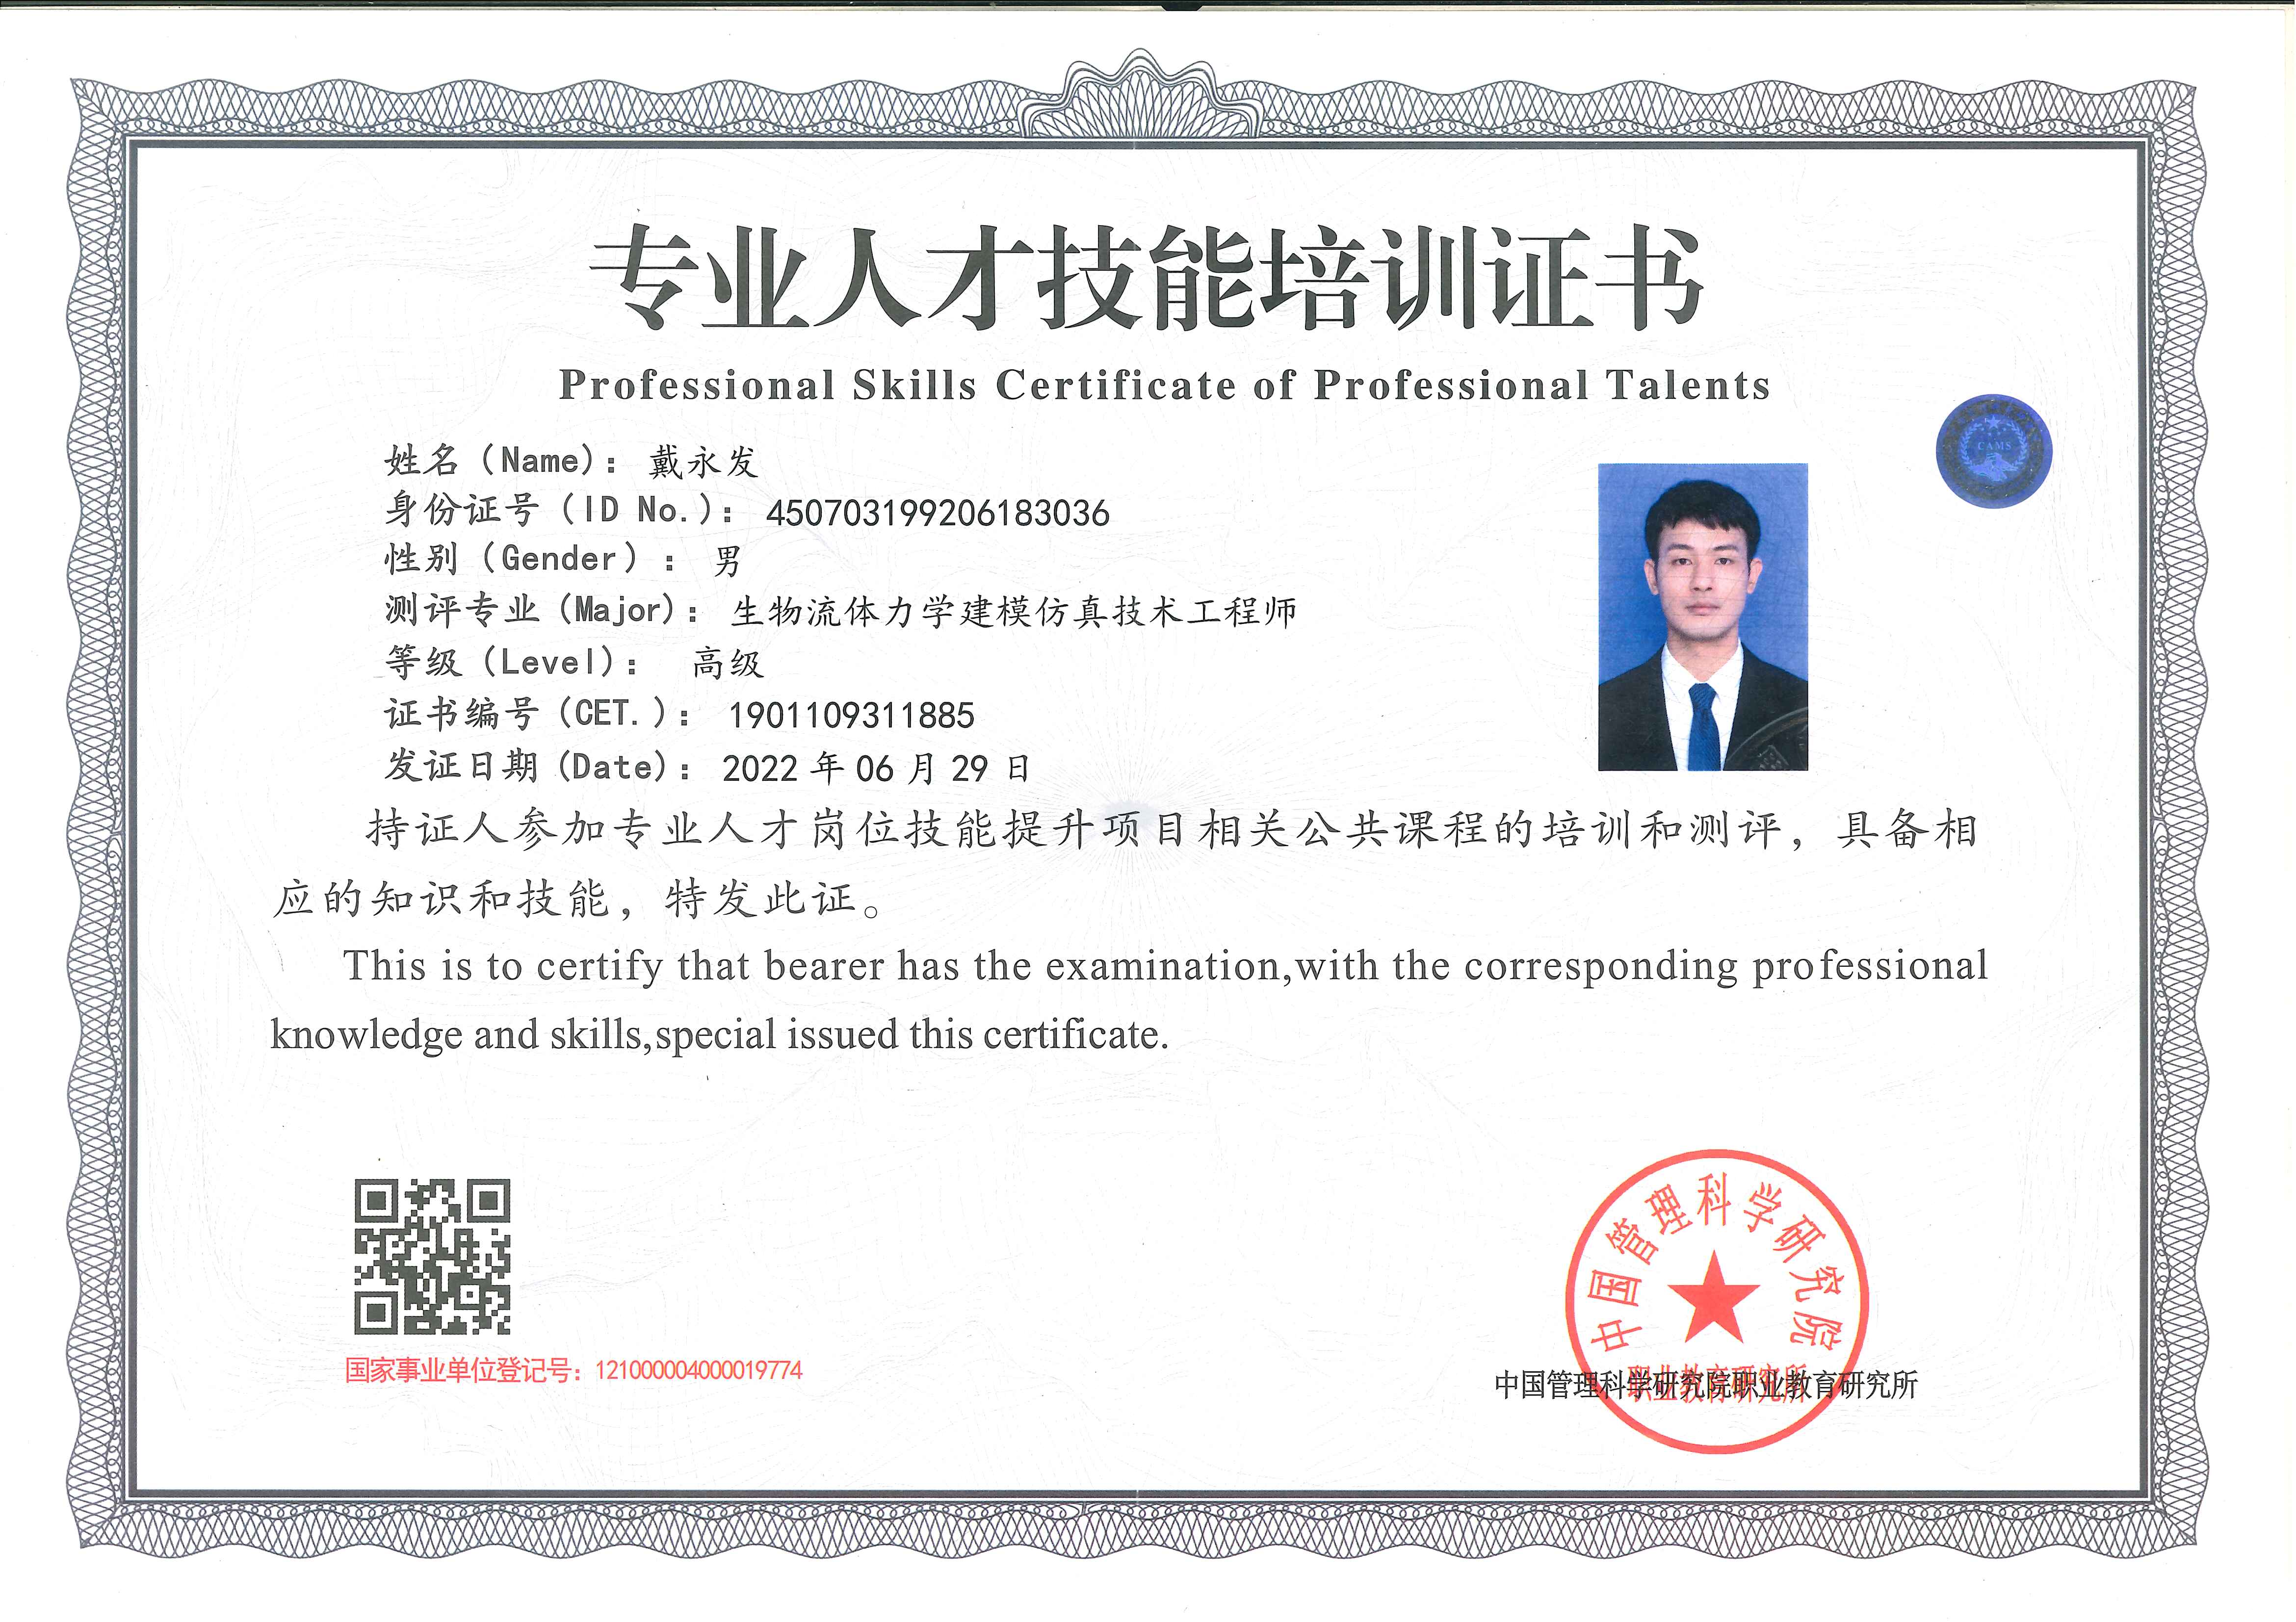 专业人才技能培训证书
Professional Skills Certificate of Professional Talents
CAMS
姓名（Name）： 戴永发
身份证号（ID No.）： 450703199206183036
性别（Gender）： 男
测评专业（Major）： 生物流体力学建模仿真技术工程师
等级（Level）： 高级
证书编号（CET.）： 1901109311885
发证日期（Date）： 2022 年 06 月 29 日
持证人参加专业人才岗位技能提升项目相关公共课程的培训和测评，具备相
应的知识和技能，特发此证。
This is to certify that bearer has the examination,with the corresponding professional
knowledge and skills,special issued this certificate.
中国管理科学研究院
职业教育研究所
国家事业单位登记号：121000004000019774
中国管理科学研究院职业教育研究所